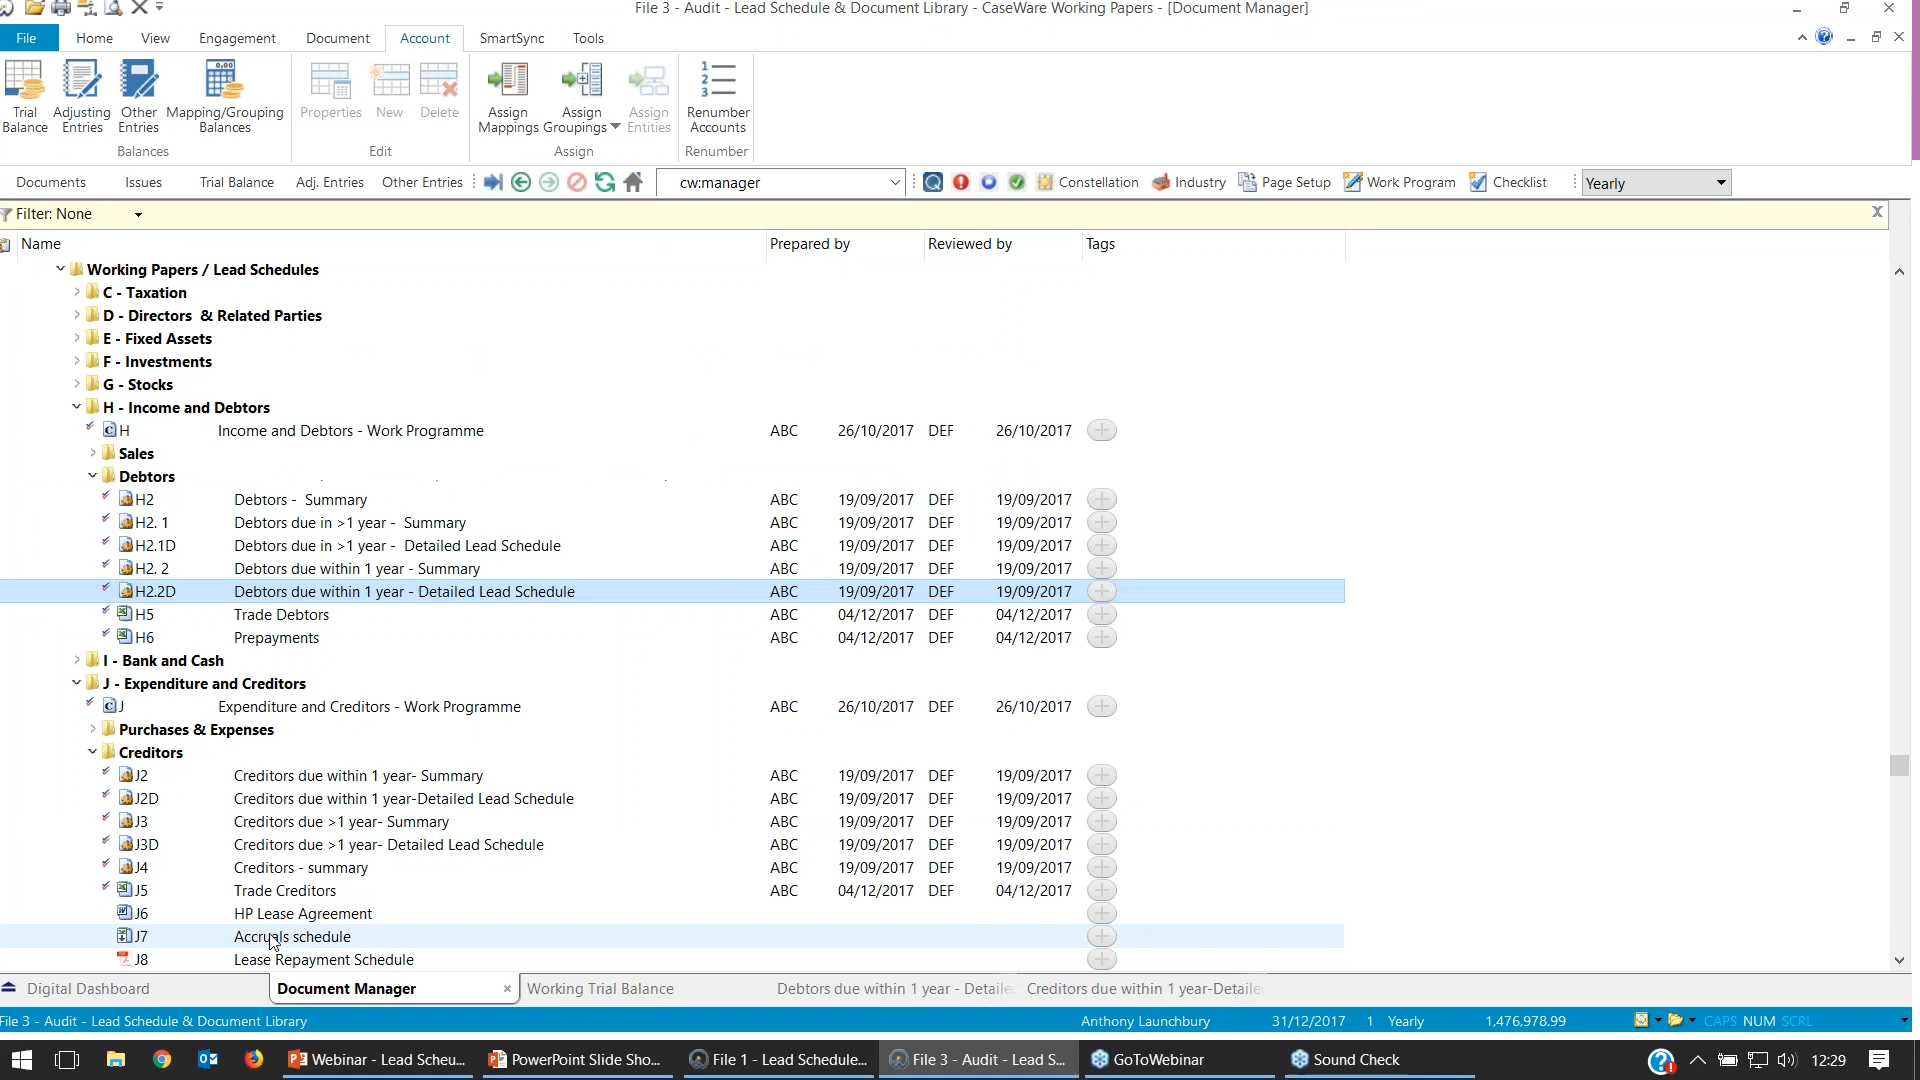 File 3 - Audit - Lead Schedule & Document Library - CaseWare Working Papers - [Document Manager]
File Home View Engagement Document Account SmartSync Tools
Trial Balance Adjusting Entries Other Entries Mapping/Grouping Balances Properties New Delete Assign Mappings Assign Groupings Assign Entities Renumber Accounts
Balances Edit Assign Renumber
Documents Issues Trial Balance Adj. Entries Other Entries cw:manager Constellation Industry Page Setup Work Program Checklist Yearly
Filter: None
Name Prepared by Reviewed by Tags
Working Papers / Lead Schedules
C - Taxation
D - Directors & Related Parties
E - Fixed Assets
F - Investments
G - Stocks
H - Income and Debtors
H Income and Debtors - Work Programme ABC 26/10/2017 DEF 26/10/2017
Sales
Debtors
H2 Debtors - Summary ABC 19/09/2017 DEF 19/09/2017
H2. 1 Debtors due in >1 year - Summary ABC 19/09/2017 DEF 19/09/2017
H2.1D Debtors due in >1 year - Detailed Lead Schedule ABC 19/09/2017 DEF 19/09/2017
H2. 2 Debtors due within 1 year - Summary ABC 19/09/2017 DEF 19/09/2017
H2.2D Debtors due within 1 year - Detailed Lead Schedule ABC 19/09/2017 DEF 19/09/2017
H5 Trade Debtors ABC 04/12/2017 DEF 04/12/2017
H6 Prepayments ABC 04/12/2017 DEF 04/12/2017
I - Bank and Cash
J - Expenditure and Creditors
J Expenditure and Creditors - Work Programme ABC 26/10/2017 DEF 26/10/2017
Purchases & Expenses
Creditors
J2 Creditors due within 1 year- Summary ABC 19/09/2017 DEF 19/09/2017
J2D Creditors due within 1 year-Detailed Lead Schedule ABC 19/09/2017 DEF 19/09/2017
J3 Creditors due >1 year- Summary ABC 19/09/2017 DEF 19/09/2017
J3D Creditors due >1 year- Detailed Lead Schedule ABC 19/09/2017 DEF 19/09/2017
J4 Creditors - summary ABC 19/09/2017 DEF 19/09/2017
J5 Trade Creditors ABC 04/12/2017 DEF 04/12/2017
J6 HP Lease Agreement
J7 Accruals schedule
J8 Lease Repayment Schedule
Digital Dashboard Document Manager Working Trial Balance Debtors due within 1 year - Detaile Creditors due within 1 year-Detaile
File 3 - Audit - Lead Schedule & Document Library Anthony Launchbury 31/12/2017 1 Yearly 1,476,978.99 CAPS NUM SCRL
Webinar - Lead Scheu... PowerPoint Slide Sho... File 1 - Lead Schedule... File 3 - Audit - Lead S... GoToWebinar Sound Check 12:29